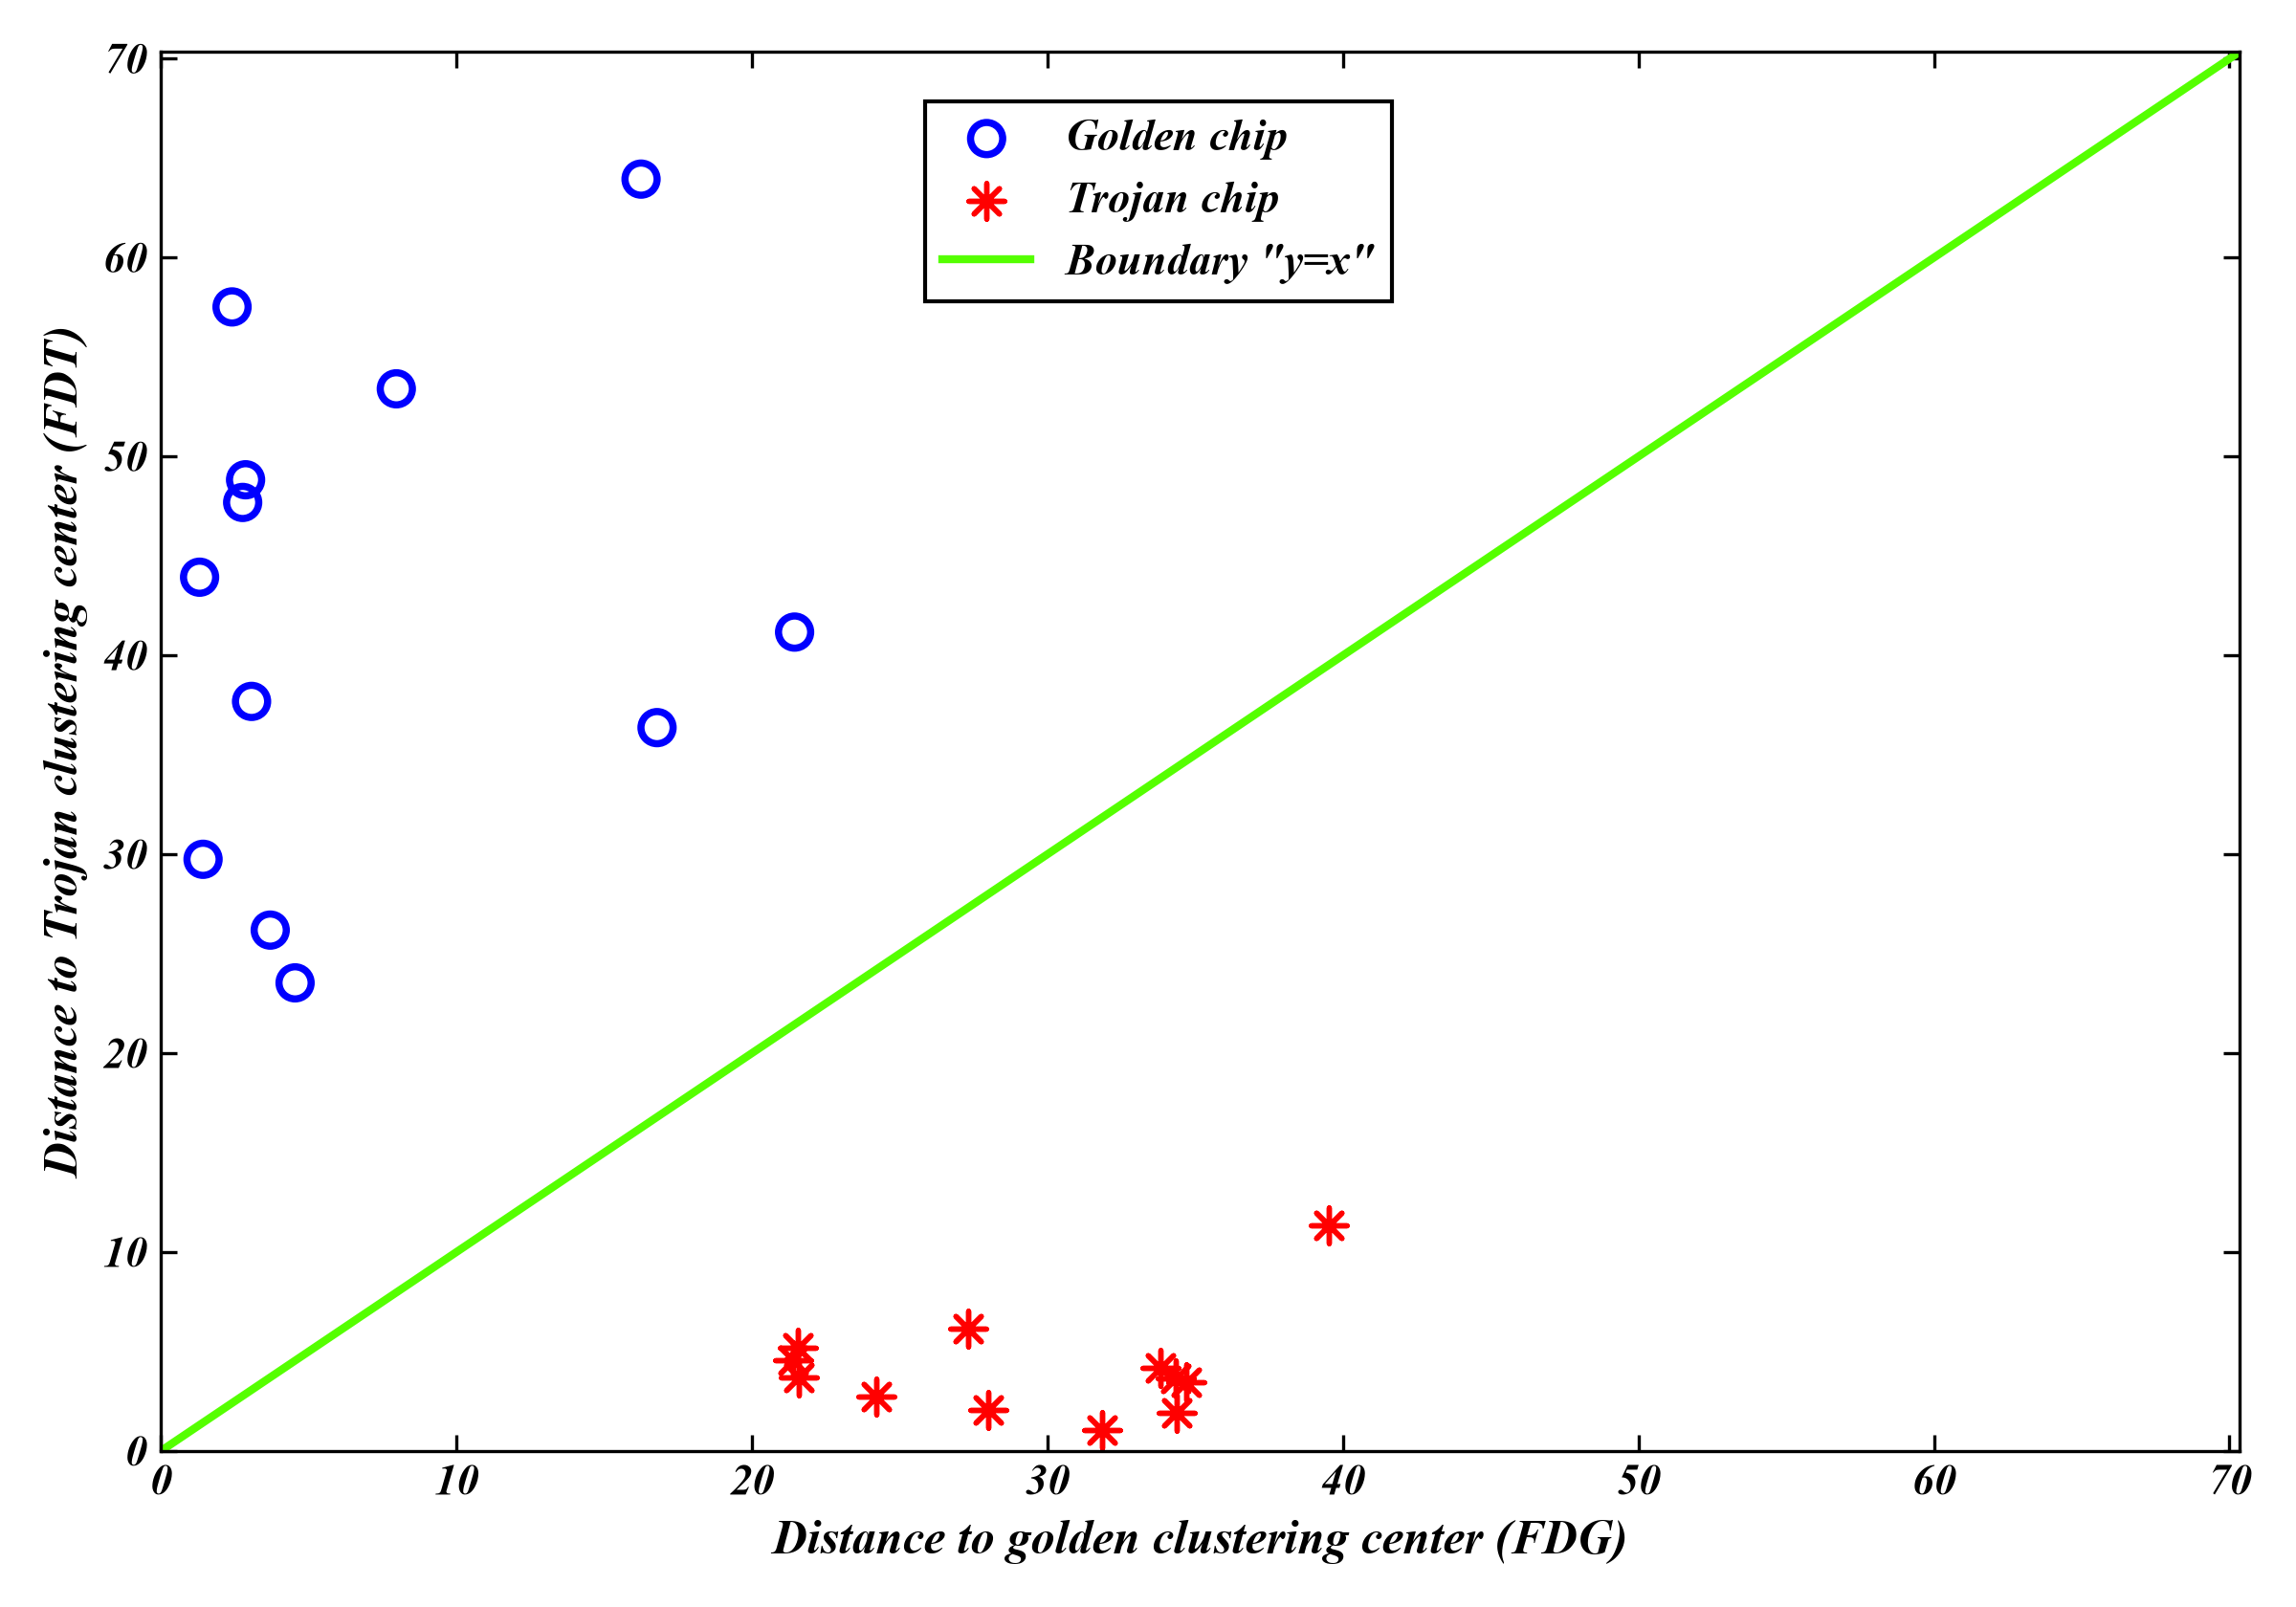 70
60
50
40
30
20
10
0
Distance to Trojan clustering center (FDT)
Golden chip
Trojan chip
Boundary "y=x"
0 10 20 30 40 50 60 70
Distance to golden clustering center (FDG)